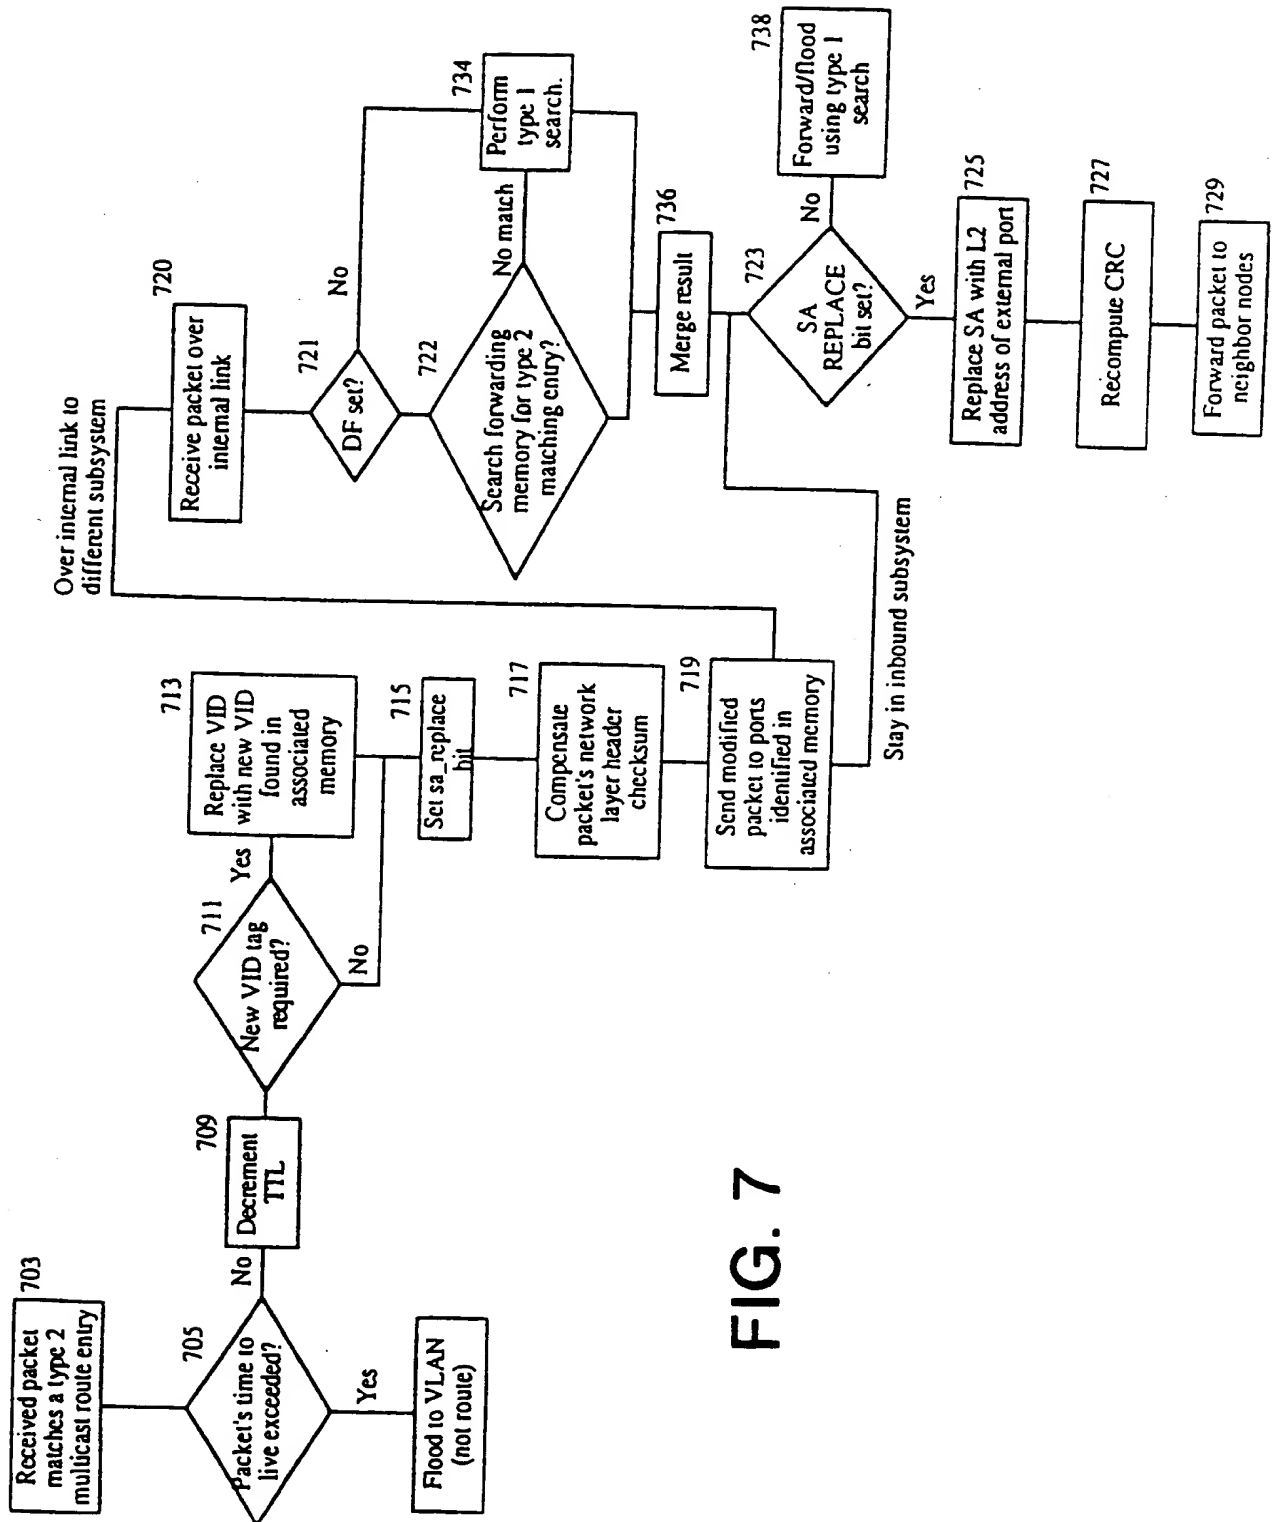 703
Received packet
matches a type 2
multicast route entry
705
Packet's time to
live exceeded?
Yes
Flood to VLAN
(not route)
No
709
Decrement
TTL
711
New VID tag
required?
Yes
No
713
Replace VID
with new VID
found in
associated
memory
715
Set sa_replace
bit
717
Compensate
packet's network
layer header
checksum
719
Send modified
packet to ports
identified in
associated memory
Over internal link to
different subsystem
Stay in inbound subsystem
720
Receive packet over
internal link
721
DF set?
No
722
Search forwarding
memory for type 2
matching entry?
No match
734
Perform
type 1
search.
736
Merge result
723
SA
REPLACE
bit set?
No
738
Forward/flood
using type 1
search
Yes
725
Replace SA with L2
address of external port
727
Recompute CRC
729
Forward packet to
neighbor nodes
FIG. 7